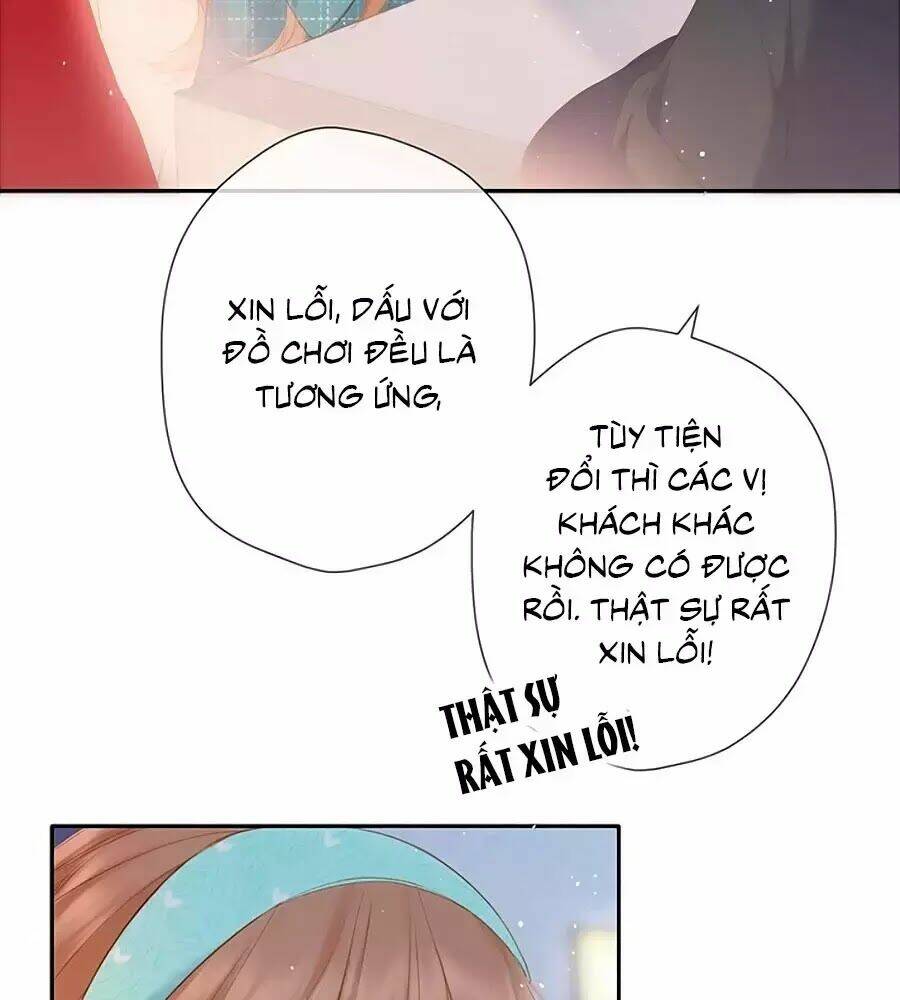 XIN LỖI, DẤU VỚI
ĐỒ CHƠI ĐỀU LÀ
TƯƠNG ỨNG,
TÙY TIỆN
ĐỔI THÌ CÁC VỊ
KHÁCH KHÁC
KHÔNG CÓ ĐƯỢC
RỒI. THẬT SỰ RẤT
XIN LỖI!
THẬT SỰ
RẤT XIN LỖI!